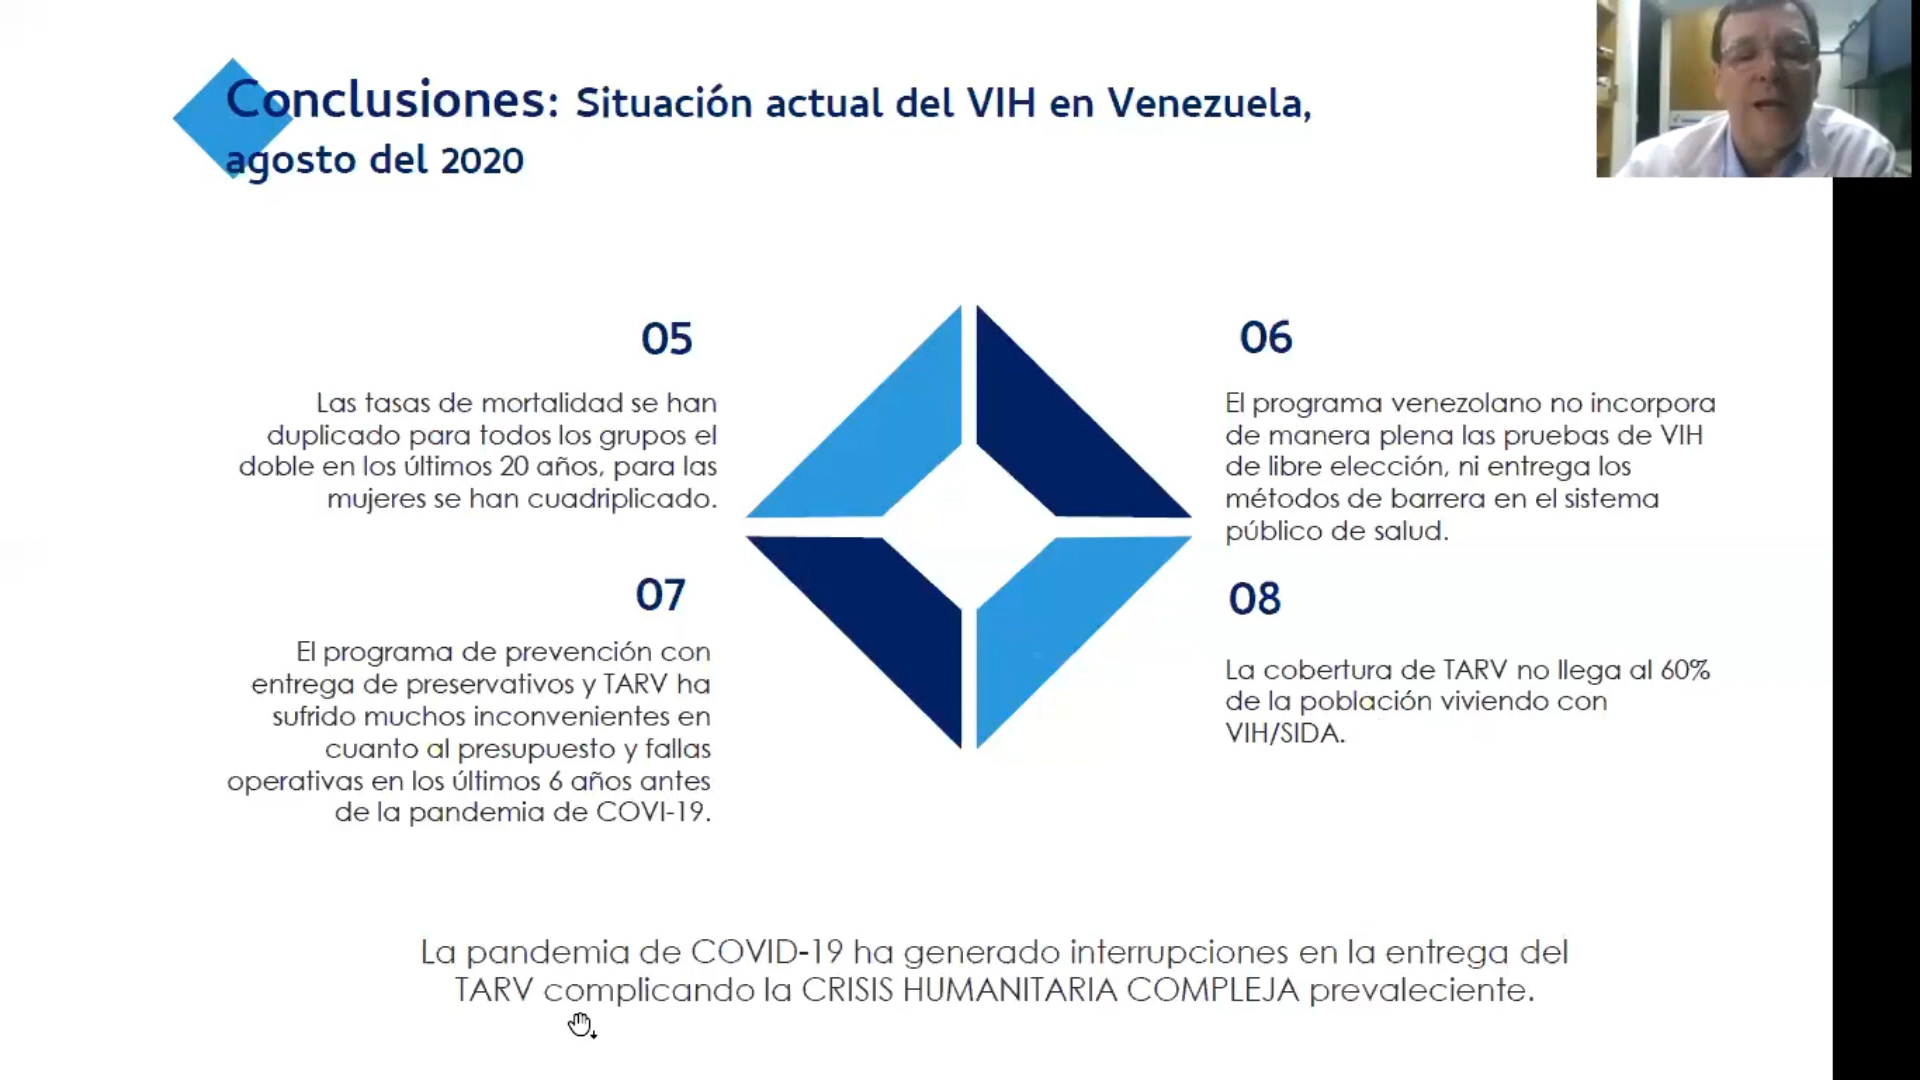 Conclusiones: Situación actual del VIH en Venezuela,
agosto del 2020
05
Las tasas de mortalidad se han
duplicado para todos los grupos el
doble en los últimos 20 años, para las
mujeres se han cuadriplicado.
06
El programa venezolano no incorpora
de manera plena las pruebas de VIH
de libre elección, ni entrega los
métodos de barrera en el sistema
público de salud.
07
El programa de prevención con
entrega de preservativos y TARV ha
sufrido muchos inconvenientes en
cuanto al presupuesto y fallas
operativas en los últimos 6 años antes
de la pandemia de COVI-19.
08
La cobertura de TARV no llega al 60%
de la población viviendo con
VIH/SIDA.
La pandemia de COVID-19 ha generado interrupciones en la entrega del
TARV complicando la CRISIS HUMANITARIA COMPLEJA prevaleciente.